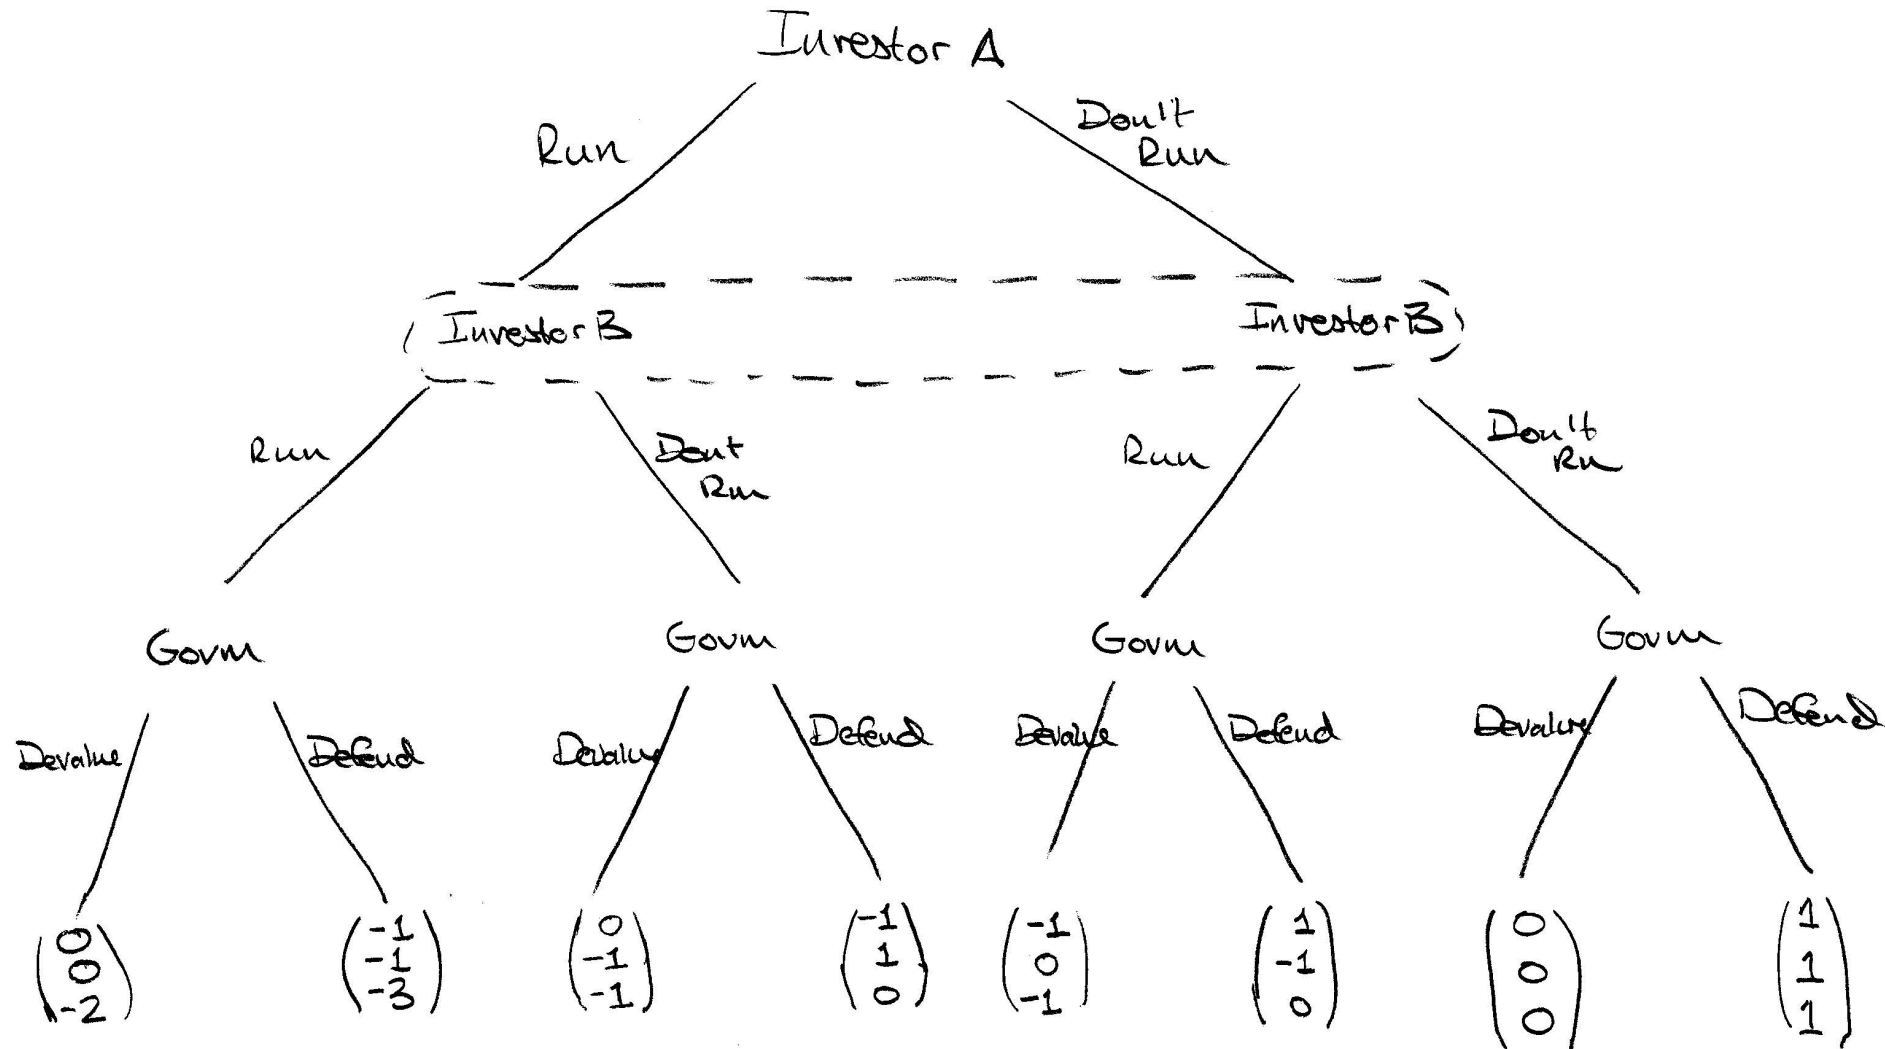 Investor A
Run
Don't
Run
Investor B
Investor B
Run
Dont
Run
Run
Don't
Run
Govm
Govm
Govm
Govm
Devalue
Defend
Devalue
Defend
Devalue
Defend
Devalue
Defend
0
0
-2
-1
-1
-3
0
-1
-1
-1
1
0
-1
0
-1
1
-1
0
0
0
0
1
1
1